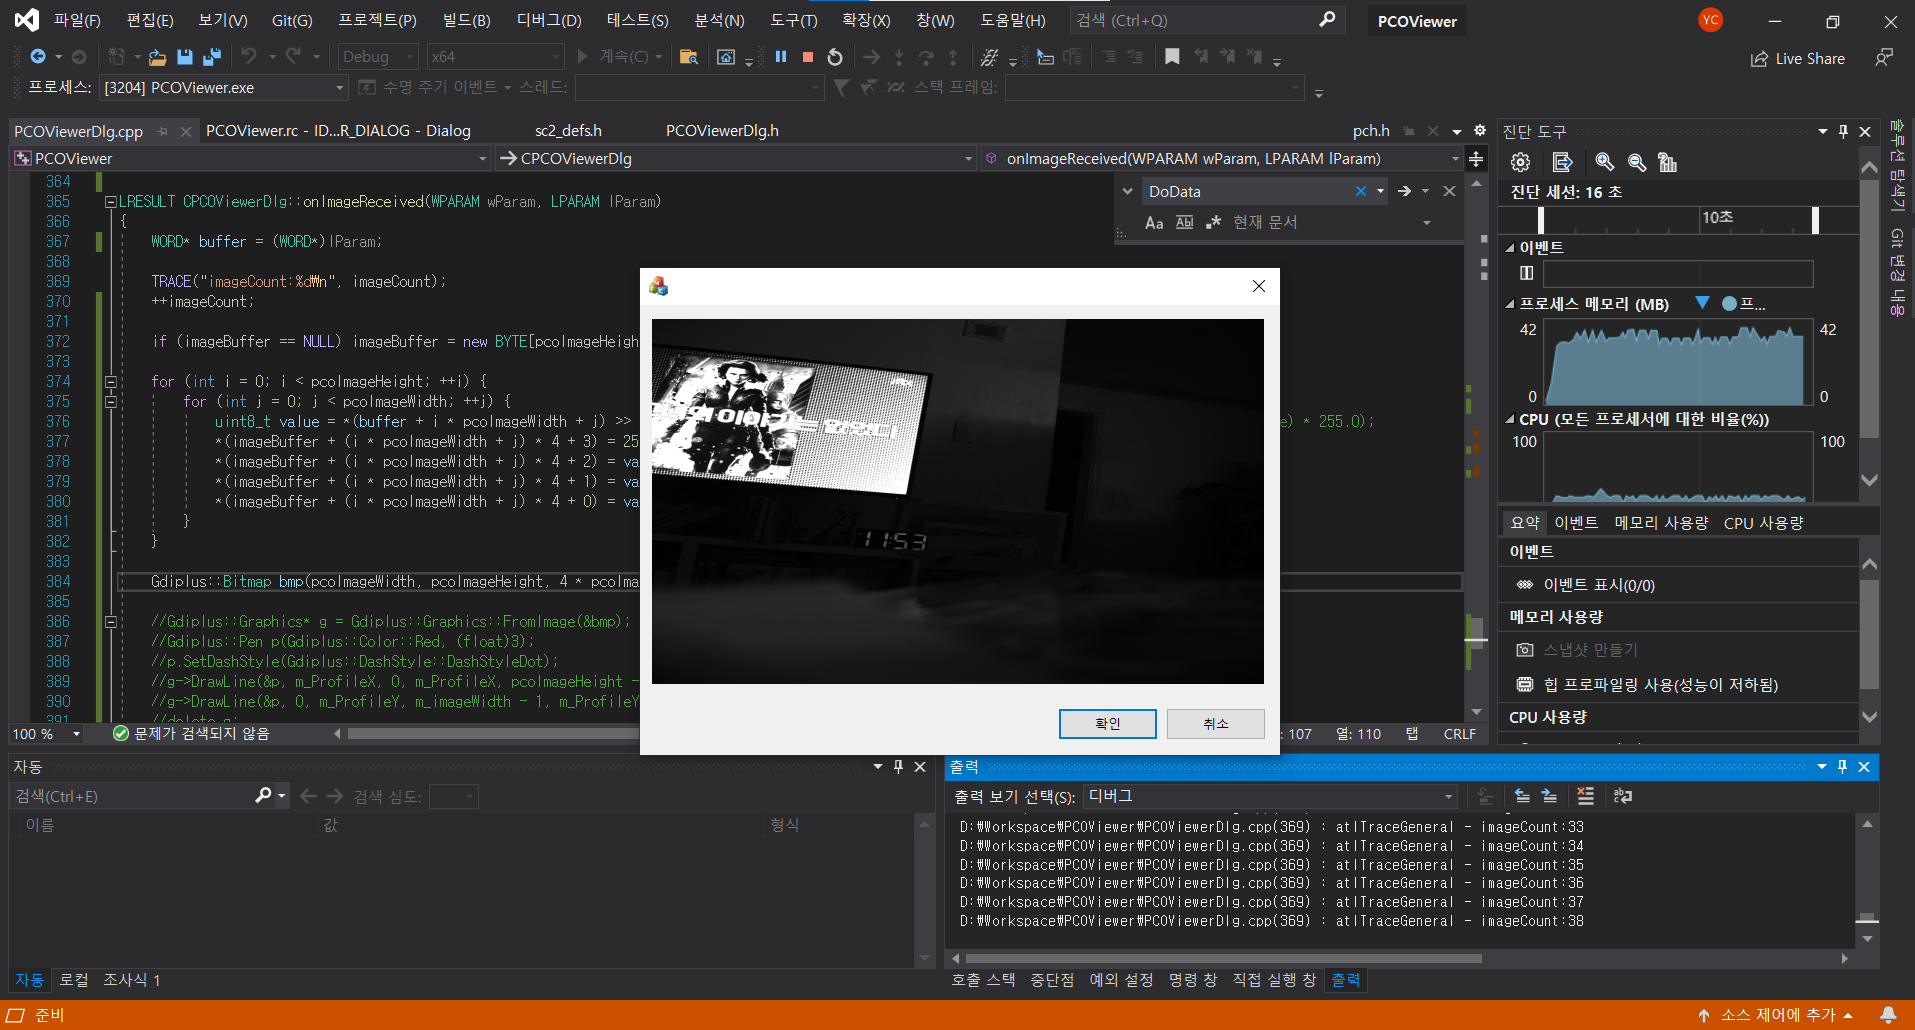 파일(F) 편집(E) 보기(V) Git(G) 프로젝트(P) 빌드(B) 디버그(D) 테스트(S) 분석(N) 도구(T) 확장(X) 창(W) 도움말(H) 검색 (Ctrl+Q) PCOViewer YC
Debug x64 계속(C) Live Share
프로세스: [3204] PCOViewer.exe 수명 주기 이벤트 스레드: 스택 프레임:
PCOViewerDlg.cpp PCOViewer.rc - ID...R_DIALOG - Dialog sc2_defs.h PCOViewerDlg.h pch.h
PCOViewer CPCOViewerDlg onImageReceived(WPARAM wParam, LPARAM lParam)
DoData
Aa Abl 현재 문서
364
365 LRESULT CPCOViewerDlg::onImageReceived(WPARAM wParam, LPARAM lParam)
366 {
367 WORD* buffer = (WORD*)lParam;
368
369 TRACE("imageCount:%d₩n", imageCount);
370 ++imageCount;
371
372 if (imageBuffer == NULL) imageBuffer = new BYTE[pcoImageHeigh
373
374 for (int i = 0; i < pcoImageHeight; ++i) {
375 for (int j = 0; j < pcoImageWidth; ++j) {
376 uint8_t value = *(buffer + i * pcoImageWidth + j) >> e) * 255.0);
377 *(imageBuffer + (i * pcoImageWidth + j) * 4 + 3) = 25
378 *(imageBuffer + (i * pcoImageWidth + j) * 4 + 2) = va
379 *(imageBuffer + (i * pcoImageWidth + j) * 4 + 1) = va
380 *(imageBuffer + (i * pcoImageWidth + j) * 4 + 0) = va
381 }
382 }
383
384 Gdiplus::Bitmap bmp(pcoImageWidth, pcoImageHeight, 4 * pcoIma
385
386 //Gdiplus::Graphics* g = Gdiplus::Graphics::FromImage(&bmp);
387 //Gdiplus::Pen p(Gdiplus::Color::Red, (float)3);
388 //p.SetDashStyle(Gdiplus::DashStyle::DashStyleDot);
389 //g->DrawLine(&p, m_ProfileX, 0, m_ProfileX, pcoImageHeight -
390 //g->DrawLine(&p, 0, m_ProfileY, m_imageWidth - 1, m_ProfileY
391 //delete g;
11:53
확인 취소
100 % 문제가 검색되지 않음 : 107 열: 110 탭 CRLF
진단 도구
진단 세션: 16 초
10초
이벤트
프로세스 메모리 (MB) 프...
42 42
0 0
CPU (모든 프로세서에 대한 비율(%))
100 100
요약 이벤트 메모리 사용량 CPU 사용량
이벤트
이벤트 표시(0/0)
메모리 사용량
스냅샷 만들기
힙 프로파일링 사용(성능이 저하됨)
CPU 사용량
솔루션 탐색기
Git 변경 내용
자동
검색(Ctrl+E) 검색 심도:
이름 값 형식
자동 로컬 조사식 1
출력
출력 보기 선택(S): 디버그
D:₩Workspace₩PCOViewer₩PCOViewerDlg.cpp(369) : atlTraceGeneral - imageCount:33
D:₩Workspace₩PCOViewer₩PCOViewerDlg.cpp(369) : atlTraceGeneral - imageCount:34
D:₩Workspace₩PCOViewer₩PCOViewerDlg.cpp(369) : atlTraceGeneral - imageCount:35
D:₩Workspace₩PCOViewer₩PCOViewerDlg.cpp(369) : atlTraceGeneral - imageCount:36
D:₩Workspace₩PCOViewer₩PCOViewerDlg.cpp(369) : atlTraceGeneral - imageCount:37
D:₩Workspace₩PCOViewer₩PCOViewerDlg.cpp(369) : atlTraceGeneral - imageCount:38
호출 스택 중단점 예외 설정 명령 창 직접 실행 창 출력
준비 소스 제어에 추가